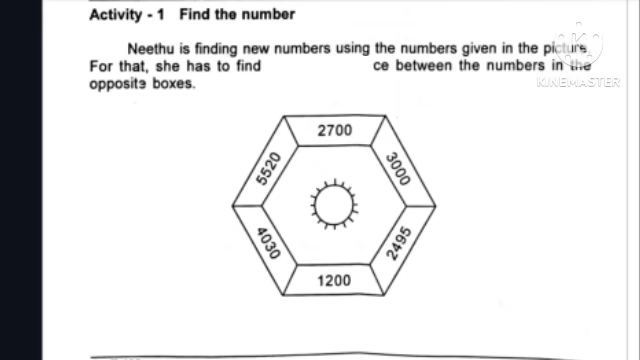 Activity - 1 Find the number
Neethu is finding new numbers using the numbers given in the picture.
For that, she has to find ce between the numbers in the
opposite boxes.
KINEMASTER
2700
5520
3000
4030
2495
1200